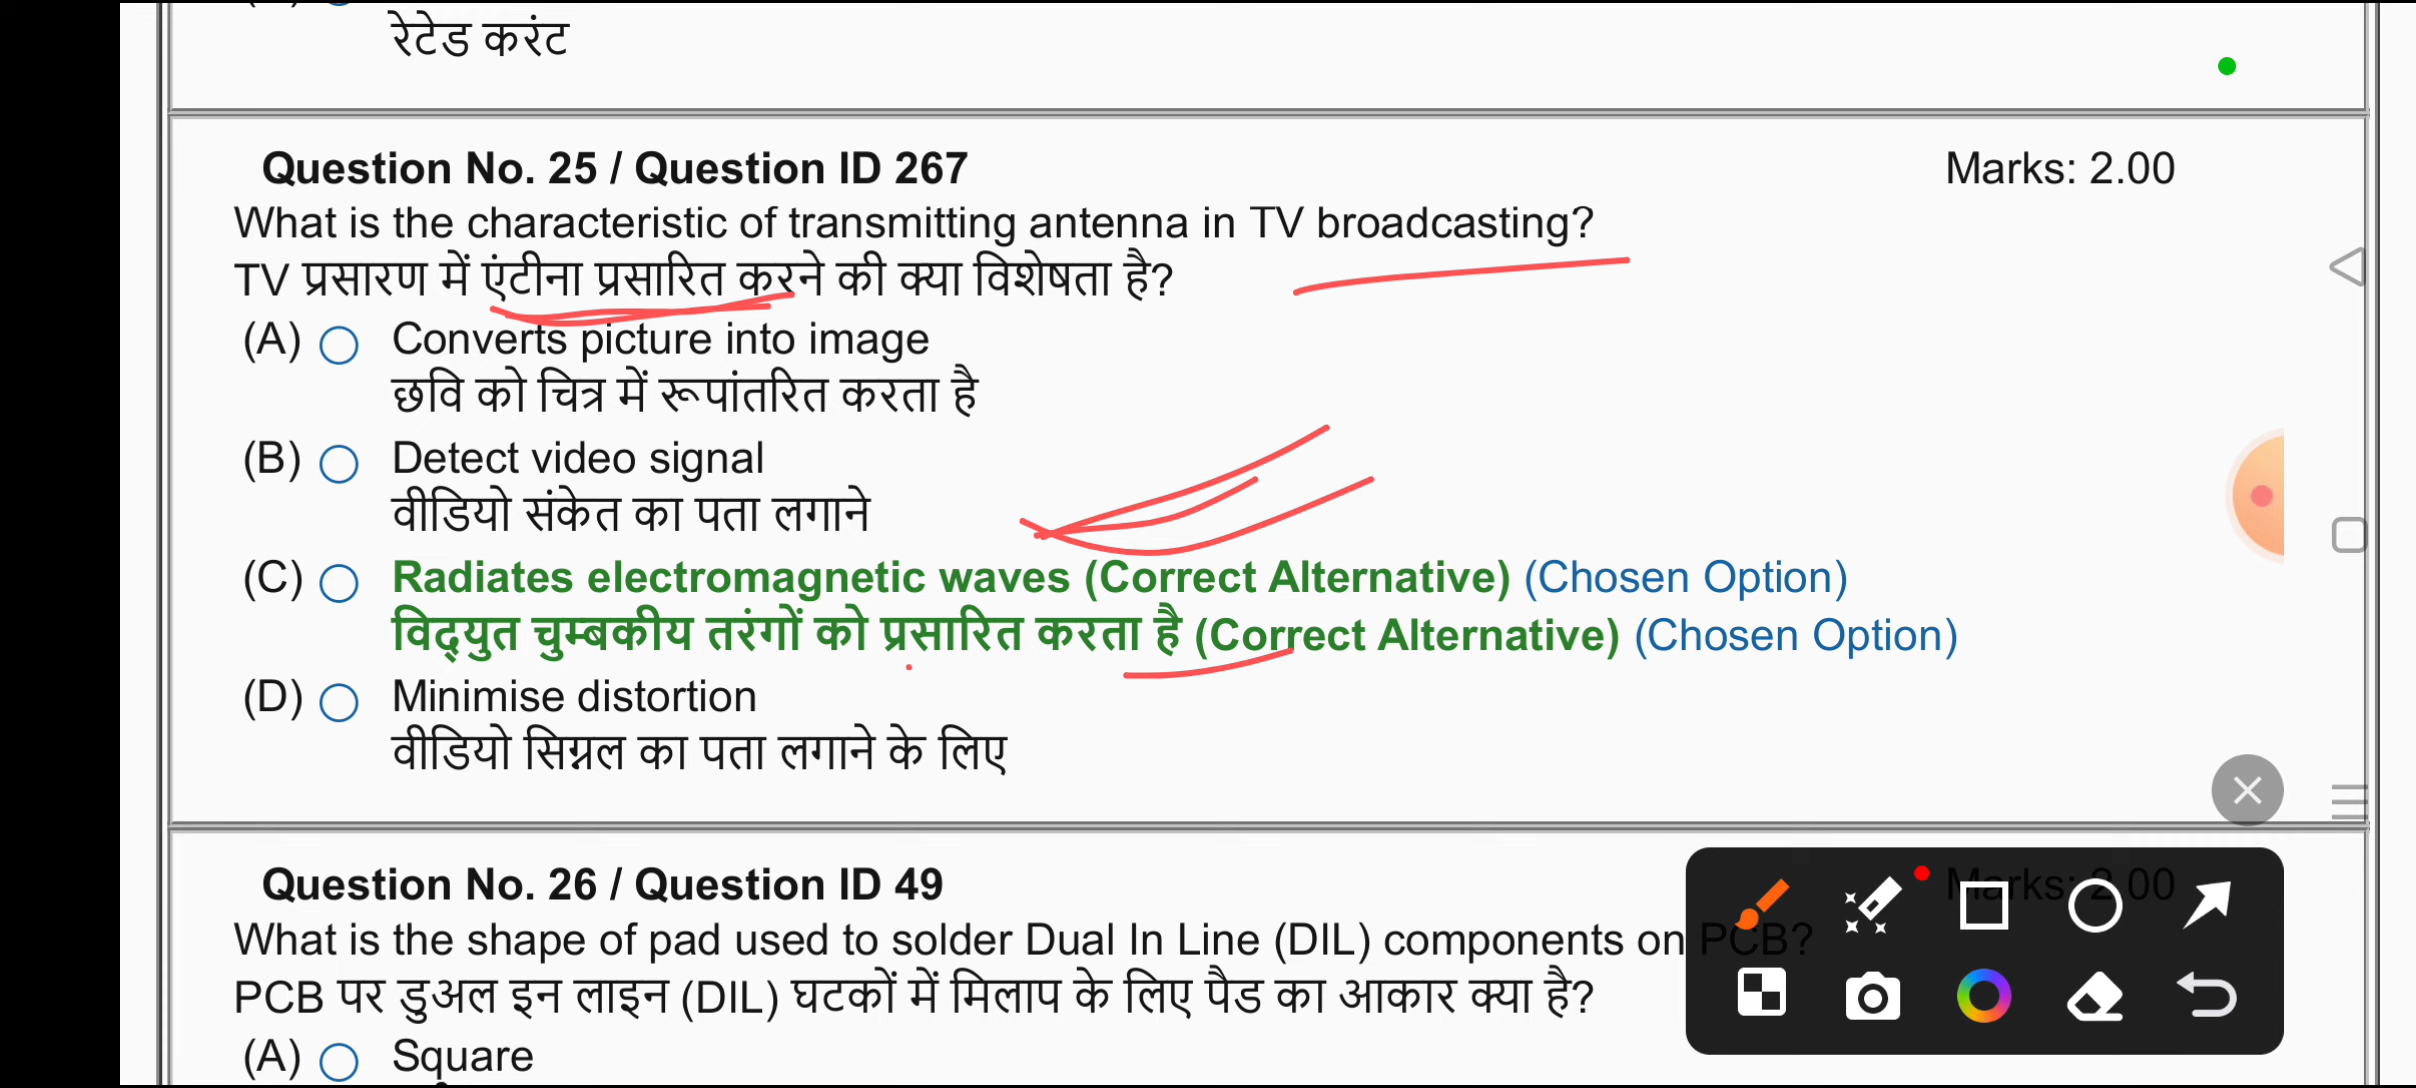 रेटेड करंट
Question No. 25 / Question ID 267 Marks: 2.00
What is the characteristic of transmitting antenna in TV broadcasting?
TV प्रसारण में एंटीना प्रसारित करने की क्या विशेषता है?
(A) Converts picture into image
छवि को चित्र में रूपांतरित करता है
(B) Detect video signal
वीडियो संकेत का पता लगाने
(C) Radiates electromagnetic waves (Correct Alternative) (Chosen Option)
विद्युत चुम्बकीय तरंगों को प्रसारित करता है (Correct Alternative) (Chosen Option)
(D) Minimise distortion
वीडियो सिग्नल का पता लगाने के लिए
Question No. 26 / Question ID 49 Marks: 2.00
What is the shape of pad used to solder Dual In Line (DIL) components on PCB?
PCB पर डुअल इन लाइन (DIL) घटकों में मिलाप के लिए पैड का आकार क्या है?
(A) Square